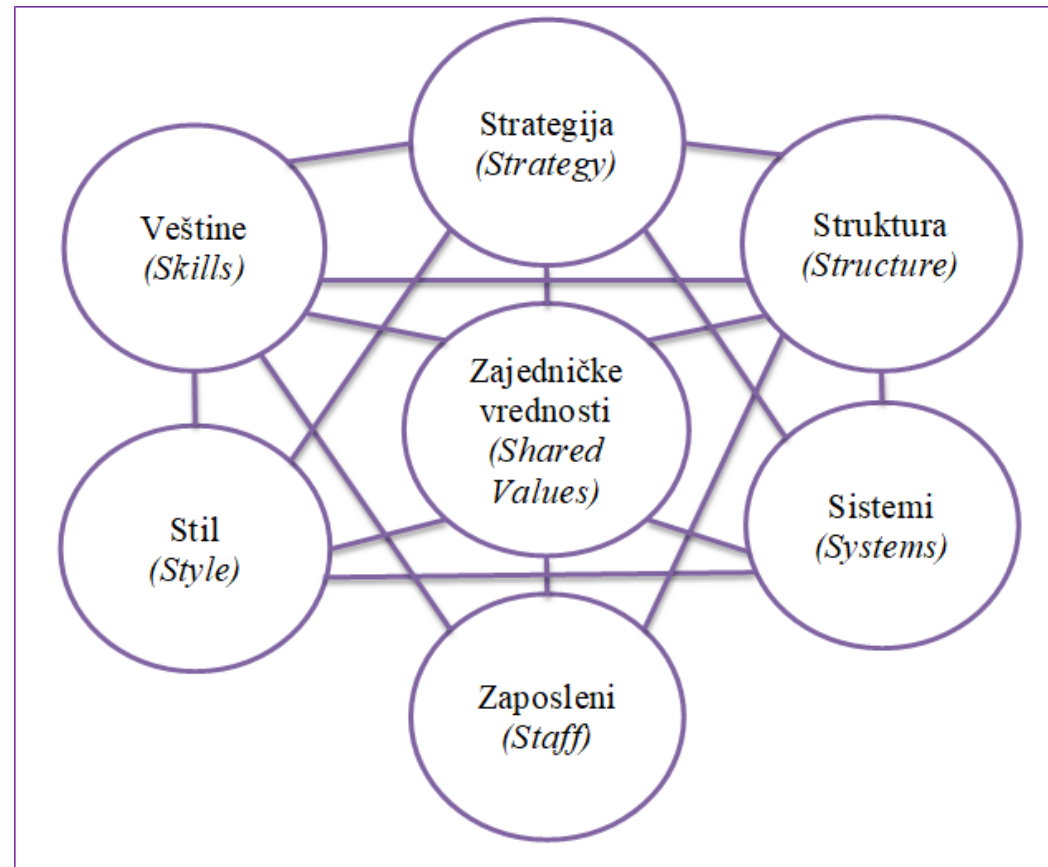 Strategija
(Strategy)
Veštine
(Skills)
Struktura
(Structure)
Zajedničke
vrednosti
(Shared
Values)
Stil
(Style)
Sistemi
(Systems)
Zaposleni
(Staff)